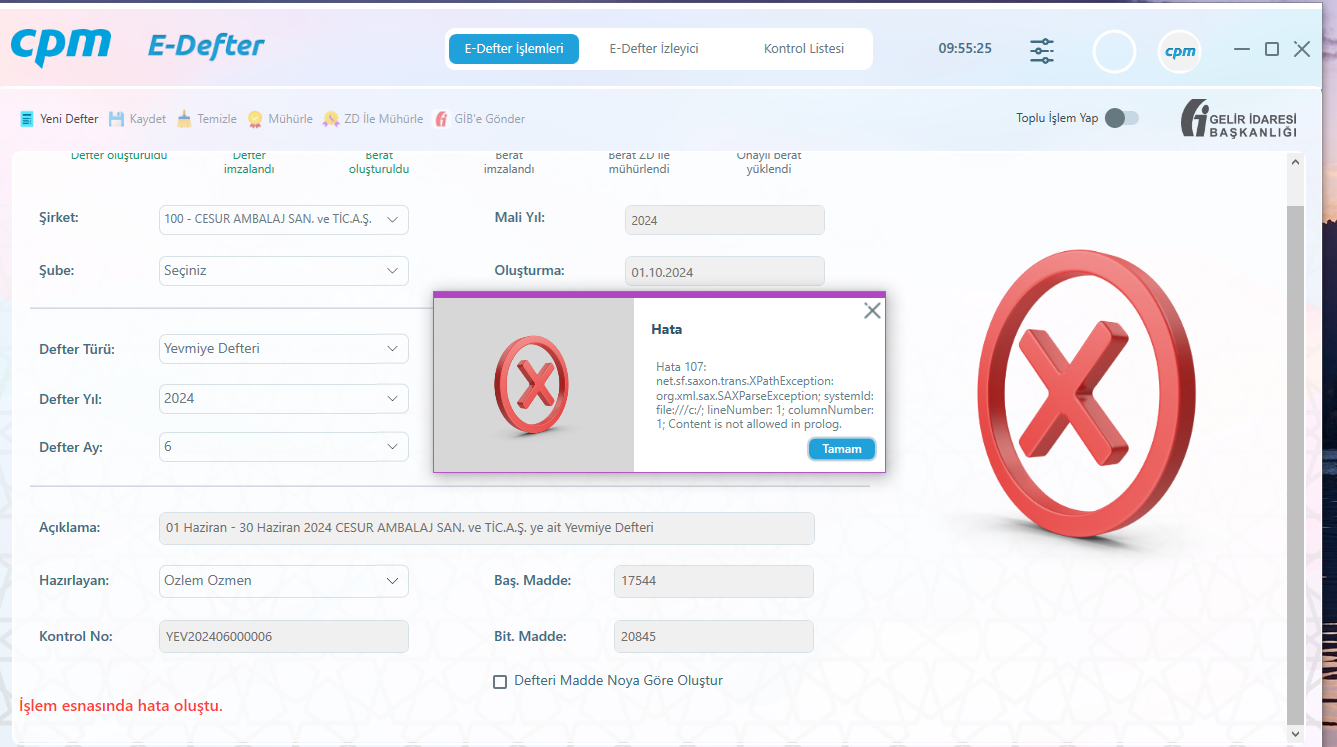 cpm E-Defter E-Defter İşlemleri E-Defter İzleyici Kontrol Listesi 09:55:25 cpm
Yeni Defter Kaydet Temizle Mühürle ZD İle Mühürle GİB'e Gönder Toplu İşlem Yap GELİR İDARESİ
BAŞKANLIĞI
Defter oluşturuldu Defter Berat Berat Berat ZD ile Onaylı berat
imzalandı oluşturuldu imzalandı mühürlendi yüklendi
Şirket: 100 - CESUR AMBALAJ SAN. ve TİC.A.Ş. Mali Yıl: 2024
Şube: Seçiniz Oluşturma: 01.10.2024
Hata
Hata 107:
net.sf.saxon.trans.XPathException:
org.xml.sax.SAXParseException; systemId:
file:///c:/; lineNumber: 1; columnNumber:
1; Content is not allowed in prolog.
Tamam
Defter Türü: Yevmiye Defteri
Defter Yıl: 2024
Defter Ay: 6
Açıklama: 01 Haziran - 30 Haziran 2024 CESUR AMBALAJ SAN. ve TİC.A.Ş. ye ait Yevmiye Defteri
Hazırlayan: Ozlem Ozmen Baş. Madde: 17544
Kontrol No: YEV202406000006 Bit. Madde: 20845
Defteri Madde Noya Göre Oluştur
İşlem esnasında hata oluştu.